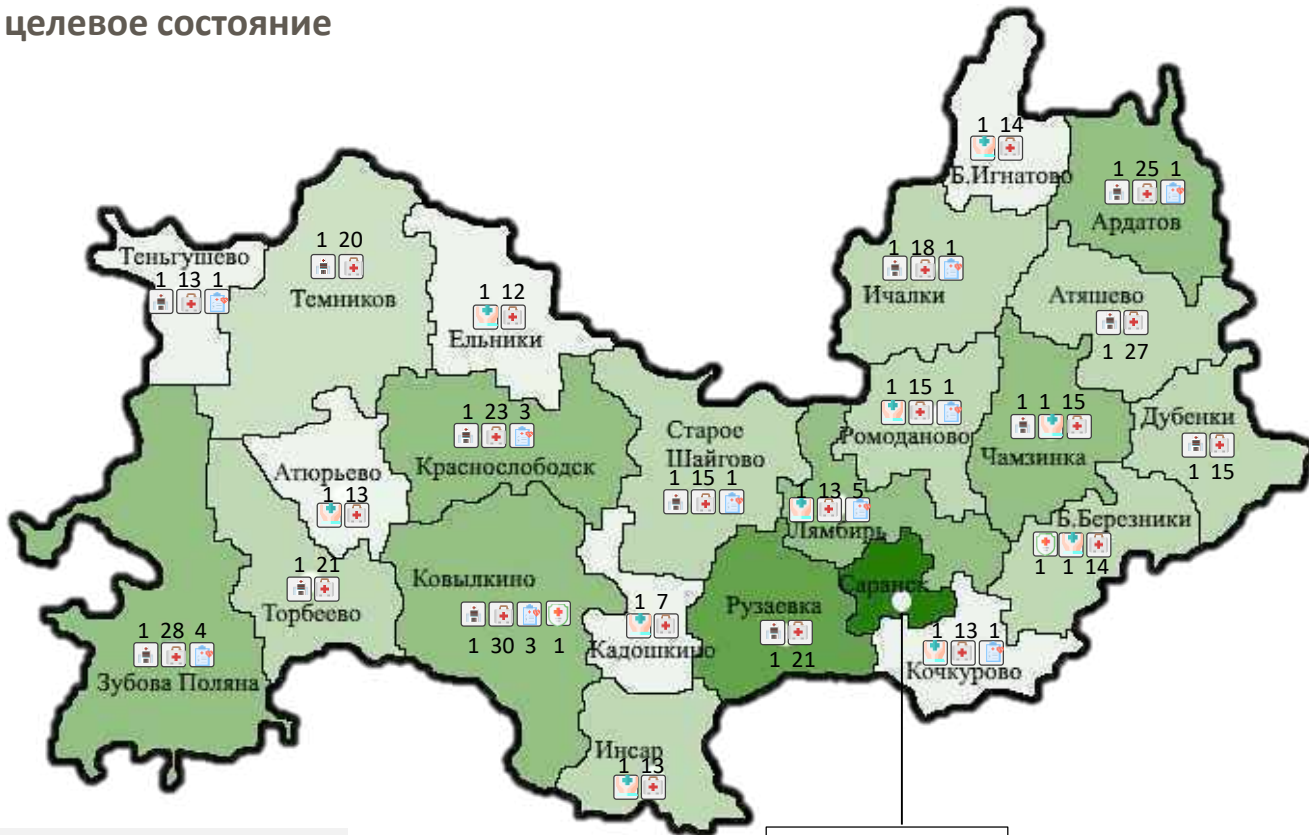 целевое состояние
1 14
Б.Игнатово
1 25 1
Ардатов
Теньгушево
1 13 1
1 20
Темников
1 12
Ельники
1 18 1
Ичалки
Атяшево
1 27
1 23 3
Краснослободск
Старое
Шайгово
1 15 1
1 15 1
Ромоданово
1 1 15
Чамзинка
Дубенки
1 15
Атюрьево
1 13
1 13 5
Лямбирь
Б.Березники
1 1 14
1 21
Торбеево
Ковылкино
1 30 3 1
1 7
Кадошкино
Рузаевка
1 21
Саранск
1 13 1
Кочкурово
1 28 4
Зубова Поляна
Инсар
1 13